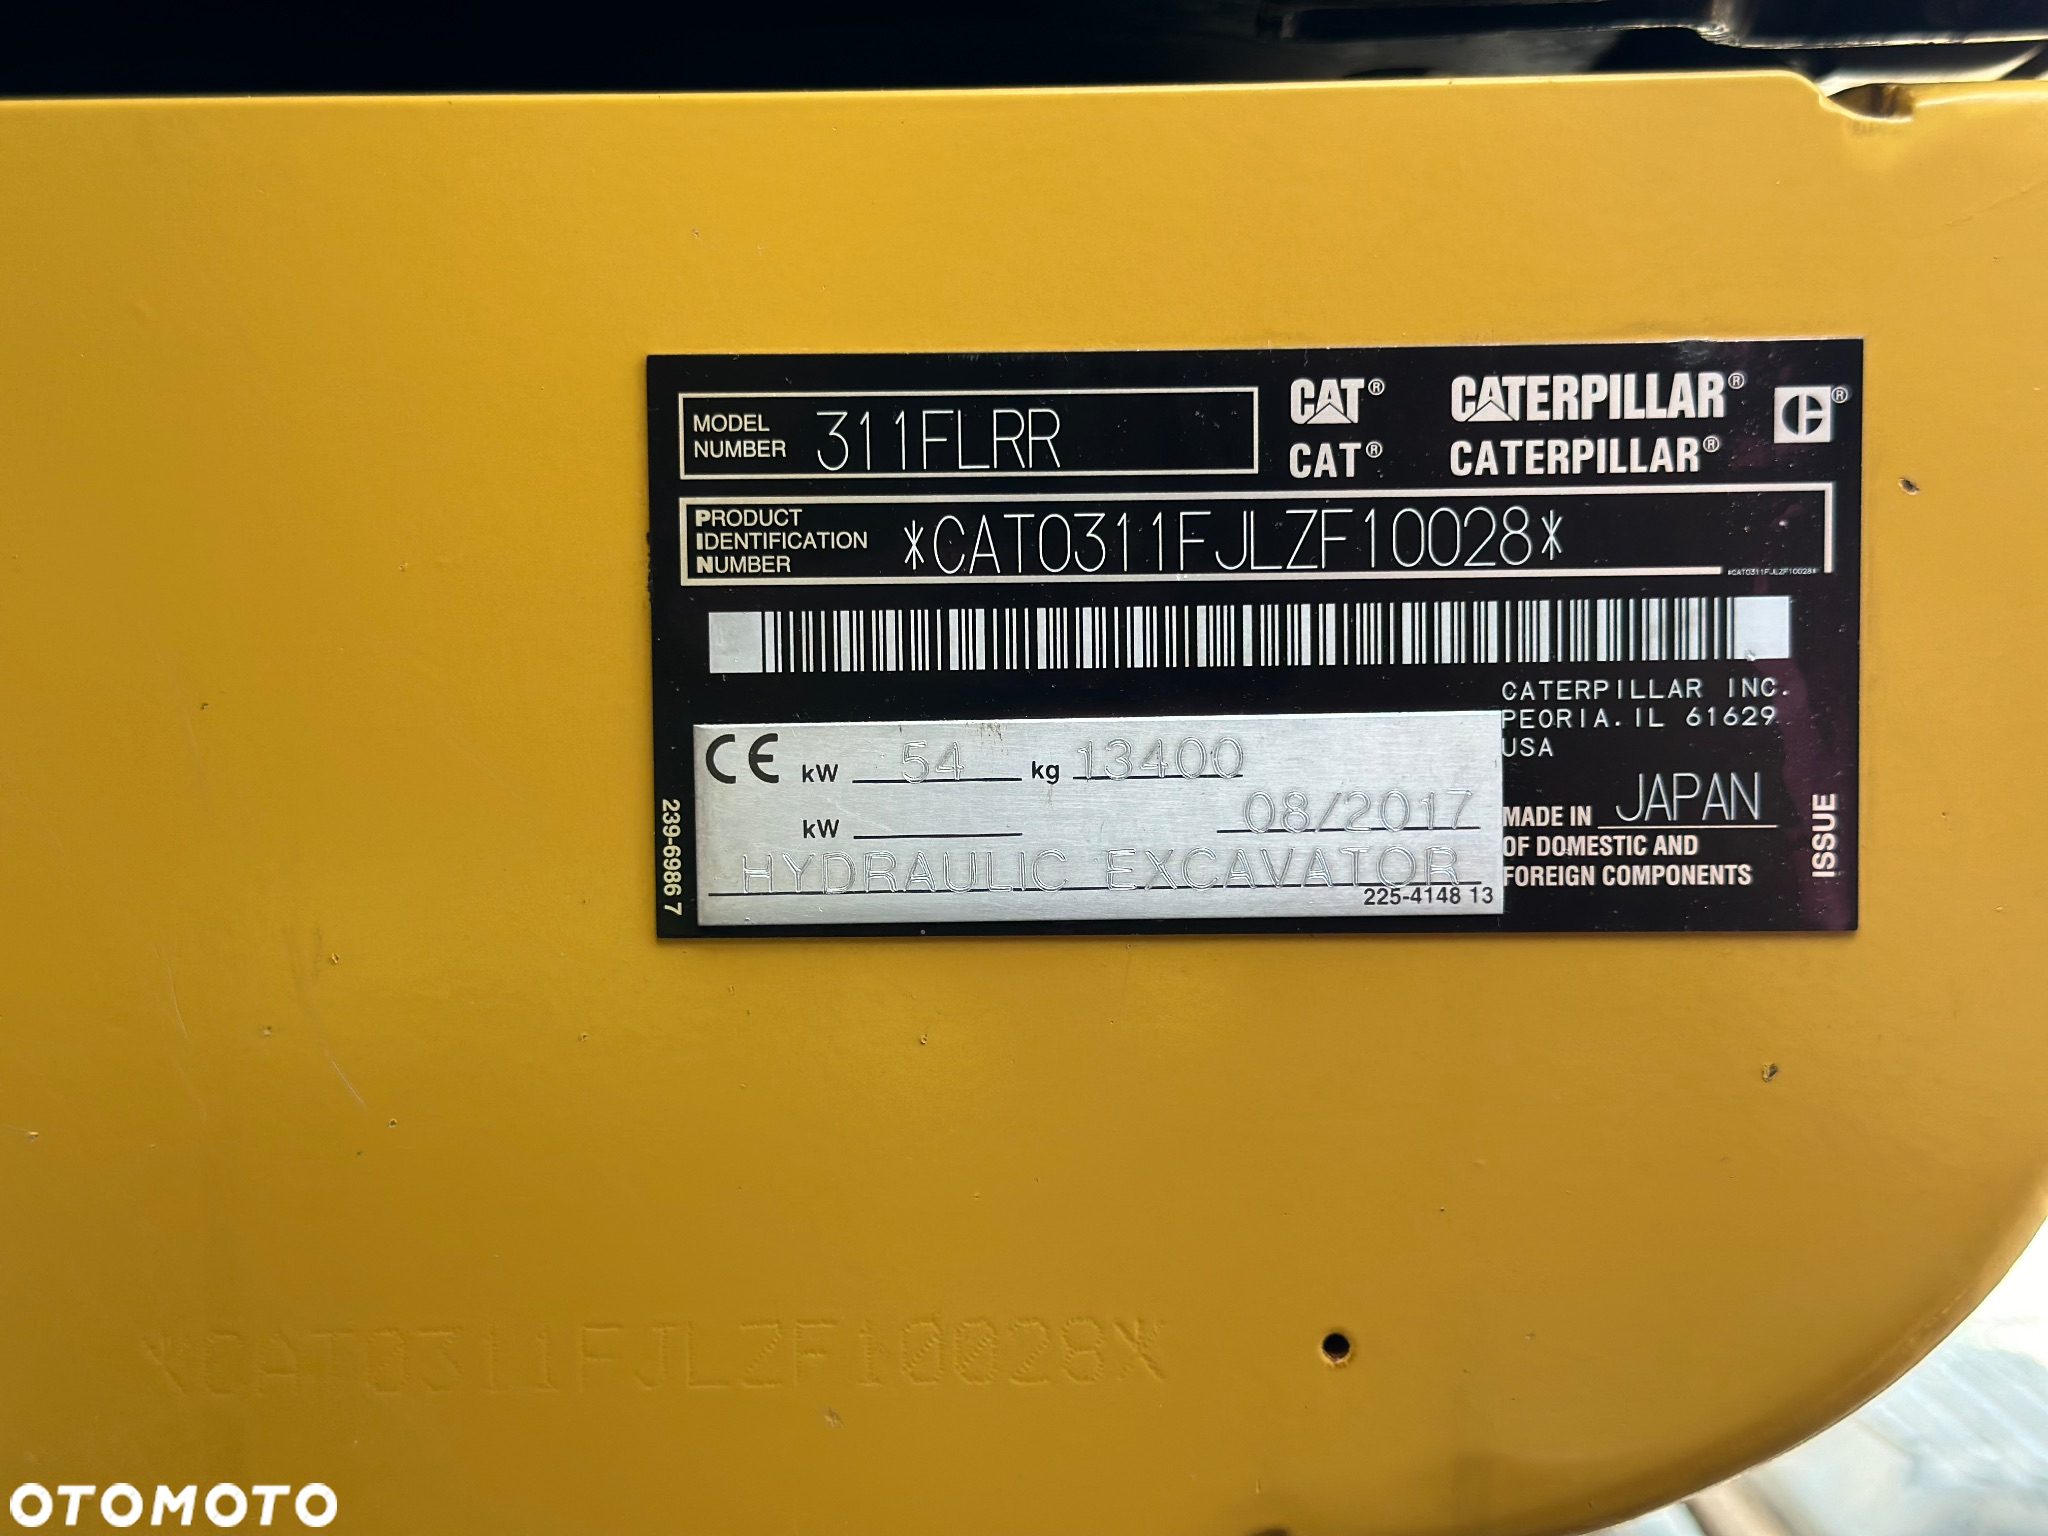 MODEL NUMBER 311FLRR
CAT® CATERPILLAR®
CAT® CATERPILLAR®
PRODUCT IDENTIFICATION NUMBER *CAT0311FJLZF10028*
*CAT0311FJLZF10028*
CATERPILLAR INC.
PEORIA. IL 61629
USA
CE kW 54 kg 13400
kW 08/2017
HYDRAULIC EXCAVATOR
225-4148 13
MADE IN JAPAN
OF DOMESTIC AND
FOREIGN COMPONENTS
239-6986 7
ISSUE
*CAT0311FJLZF10028*
OTOMOTO